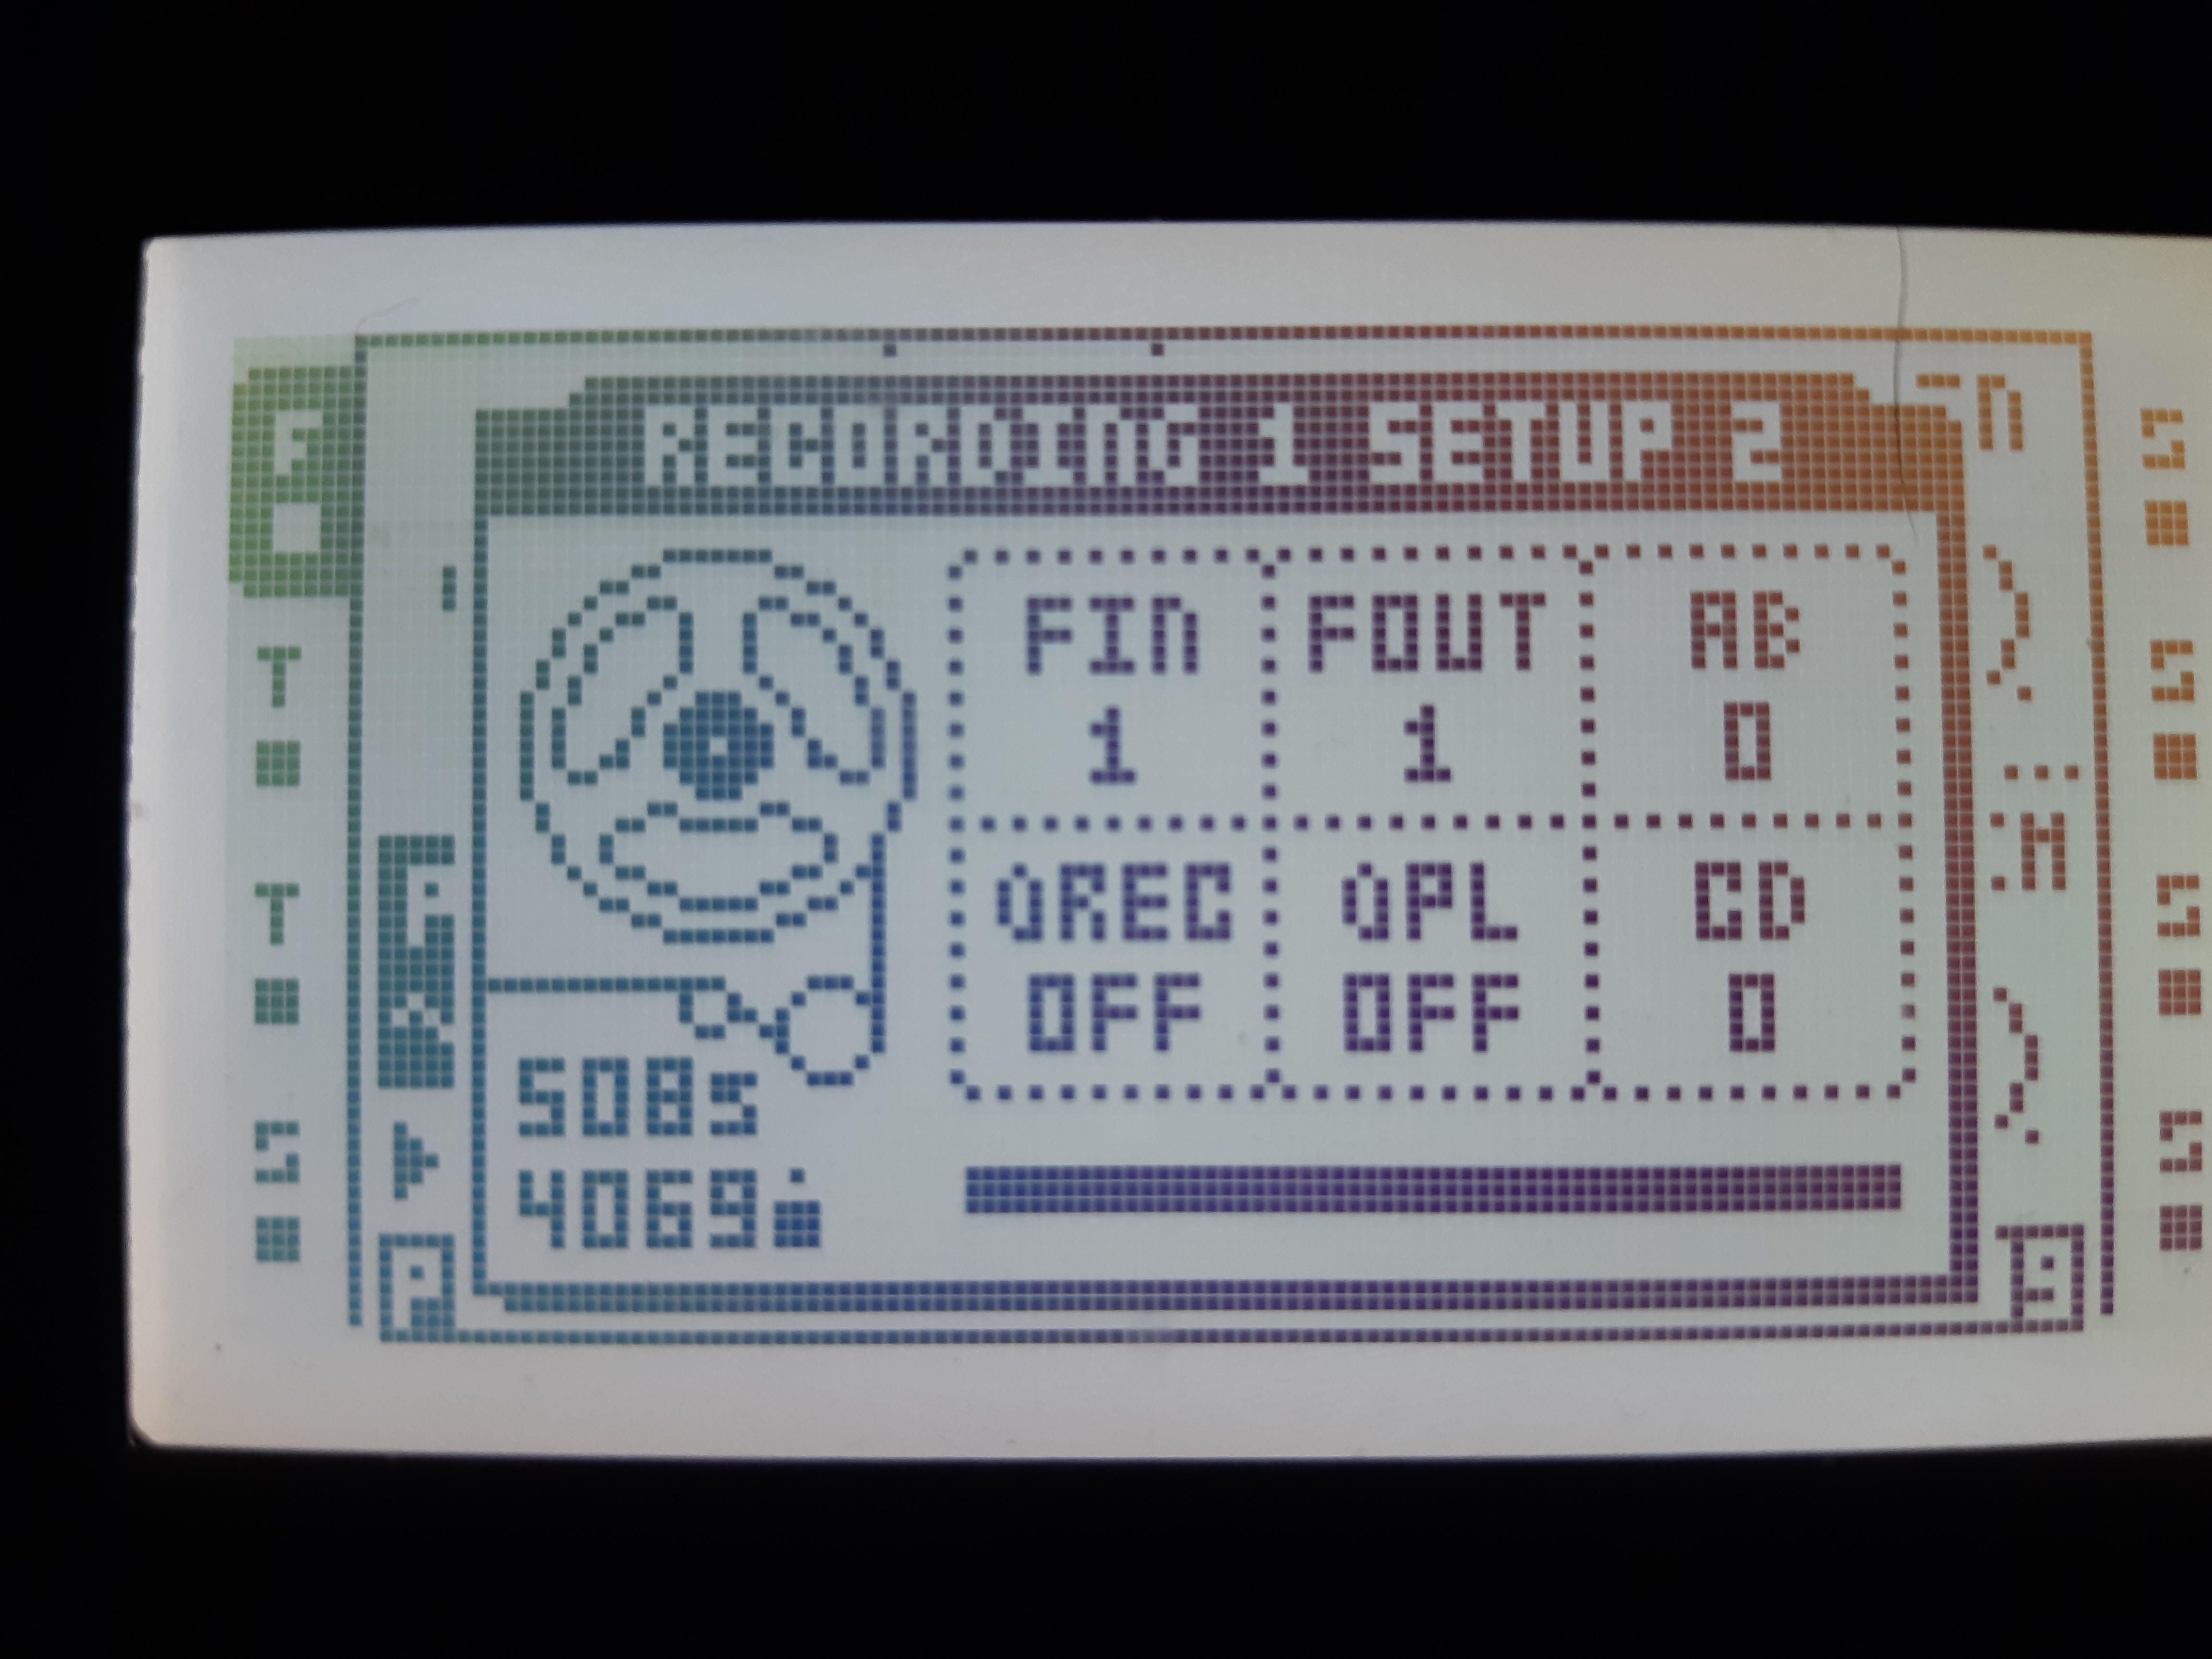 RECORDING 1 SETUP 2
FIN FOUT AB
1 1 0
QREC QPL CD
OFF OFF 0
508s
4069
F
T
T
S
S
S
S
S